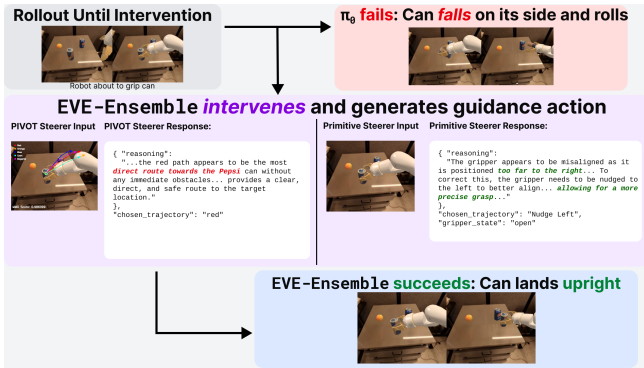 Rollout Until Intervention
Robot about to grip can
πθ fails: Can falls on its side and rolls
EVE-Ensemble intervenes and generates guidance action
PIVOT Steerer Input
PIVOT Steerer Response:
{ "reasoning":
"...the red path appears to be the most
direct route towards the Pepsi can without
any immediate obstacles... provides a clear,
direct, and safe route to the target
location."
},
"chosen_trajectory": "red"
Primitive Steerer Input
Primitive Steerer Response:
{ "reasoning":
"The gripper appears to be misaligned as it
is positioned too far to the right... To
correct this, the gripper needs to be nudged to
the left to better align... allowing for a more
precise grasp..."
},
"chosen_trajectory": "Nudge Left",
"gripper_state": "open"
EVE-Ensemble succeeds: Can lands upright